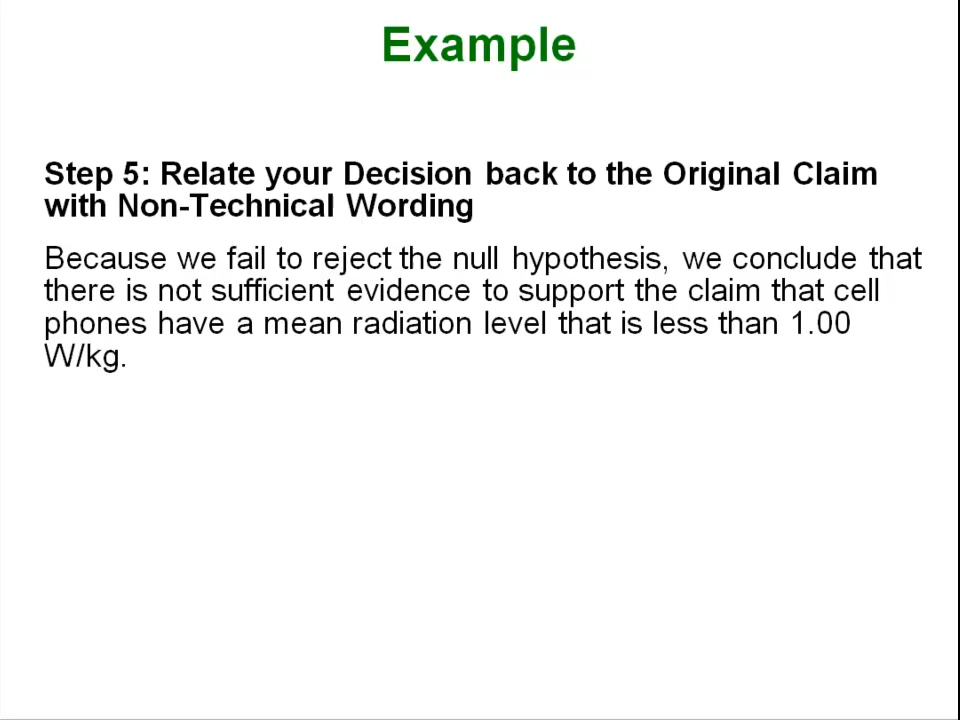 Example
Step 5: Relate your Decision back to the Original Claim
with Non-Technical Wording
Because we fail to reject the null hypothesis, we conclude that
there is not sufficient evidence to support the claim that cell
phones have a mean radiation level that is less than 1.00
W/kg.